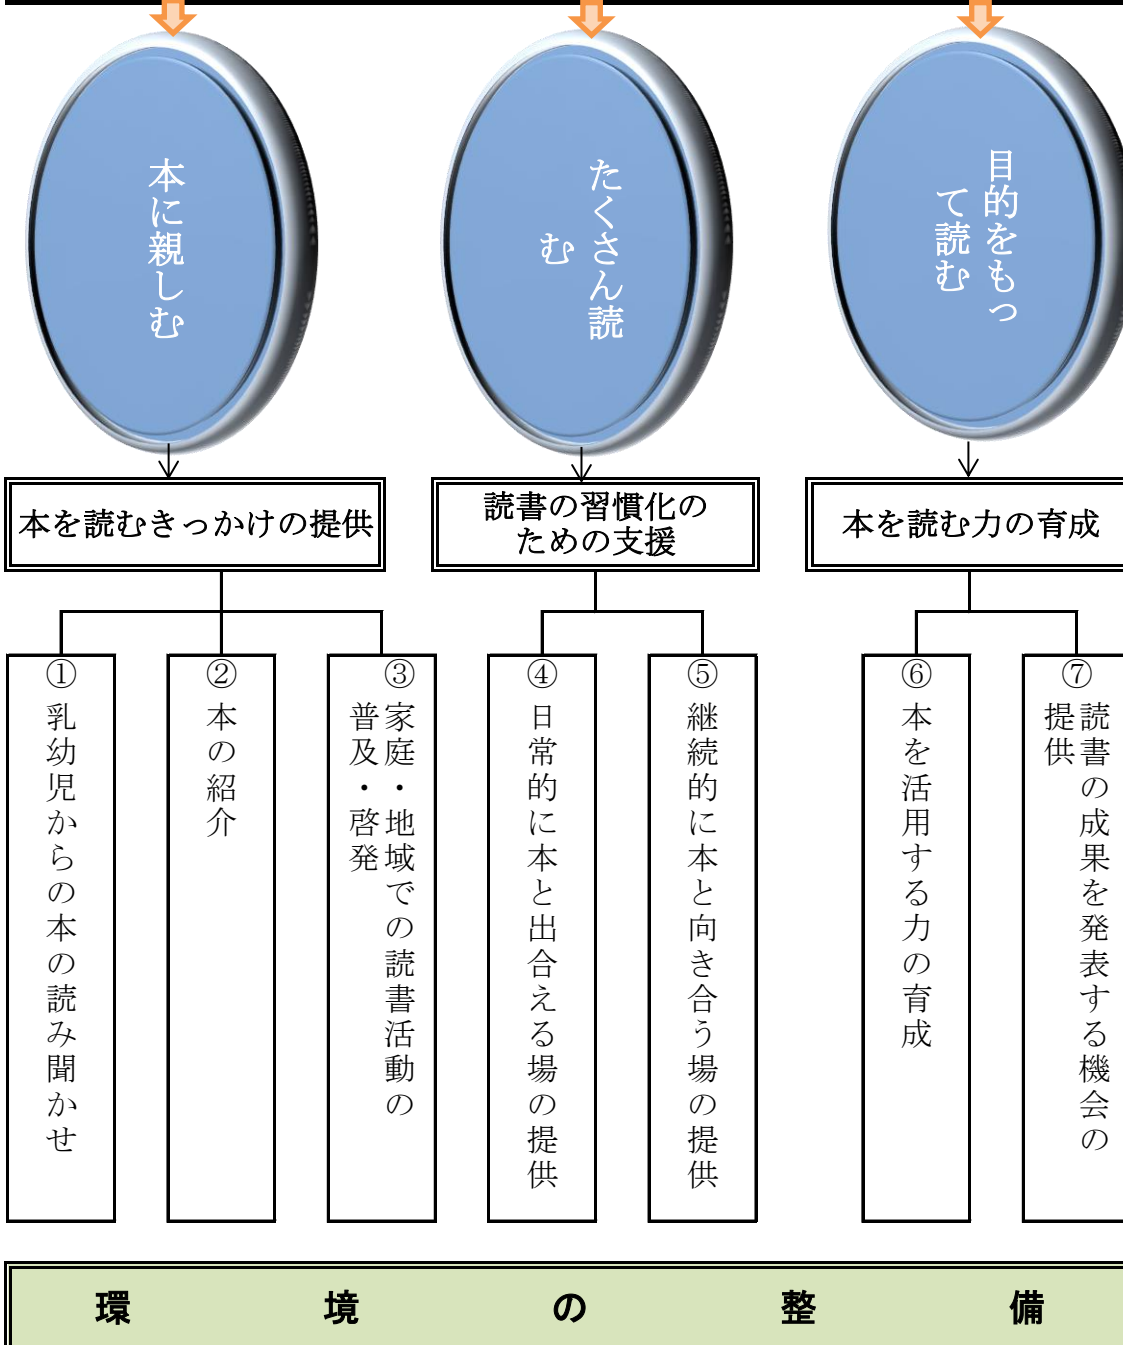 本に親しむ
たくさん読
む
目的をもっ
て読む
本を読むきっかけの提供
読書の習慣化の
ための支援
本を読む力の育成
①乳幼児からの本の読み聞かせ
②本の紹介
③家庭・地域での読書活動の
普及・啓発
④日常的に本と出合える場の提供
⑤継続的に本と向き合う場の提供
⑥本を活用する力の育成
⑦読書の成果を発表する機会の
提供
環境の整備